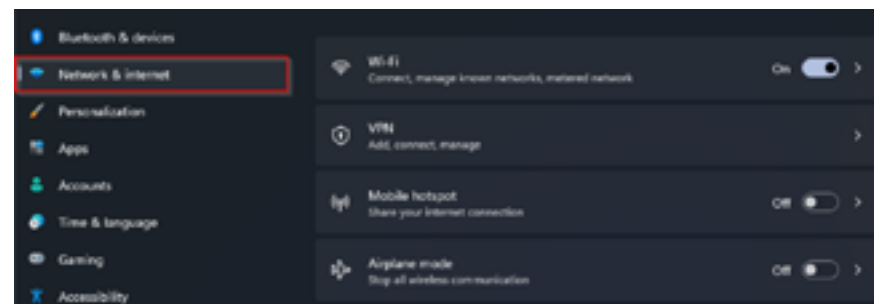 Bluetooth & devices
Network & internet
Personalization
Apps
Accounts
Time & language
Gaming
Accessibility
Wi-Fi
Connect, manage known networks, metered network
On
VPN
Add, connect, manage
Mobile hotspot
Share your internet connection
Off
Airplane mode
Stop all wireless communication
Off